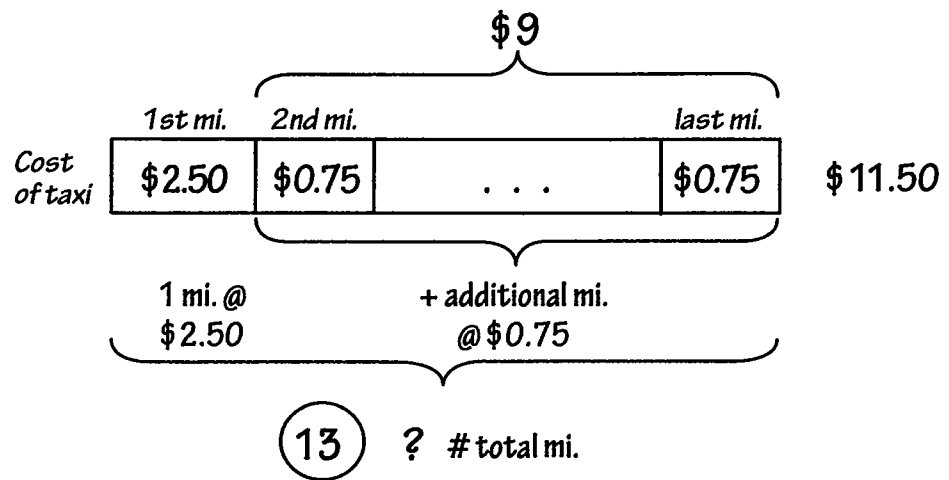 $9
1st mi. 2nd mi. last mi.
Cost
of taxi
$2.50 $0.75 . . . $0.75 $11.50
1 mi. @
$2.50
+ additional mi.
@ $0.75
13 ? # total mi.